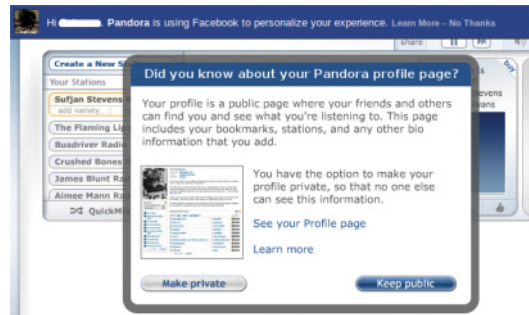 Hi . Pandora is using Facebook to personalize your experience. Learn More - No Thanks
share
Create a New
buy
Did you know about your Pandora profile page?
Your Stations
Sufjan Stevens
add variety...
The Flaming Lip
Busdriver Radi
Crushed Bones
James Blunt Ra
Aimee Mann Ra
QuickM
Your profile is a public page where your friends and others
can find you and see what you're listening to. This page
includes your bookmarks, stations, and any other bio
information that you add.
You have the option to make your
profile private, so that no one else
can see this information.
See your Profile page
Learn more
Make private
Keep public